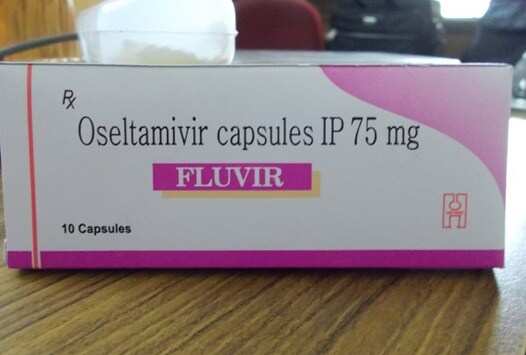 Rx
Oseltamivir capsules IP 75 mg
FLUVIR
10 Capsules